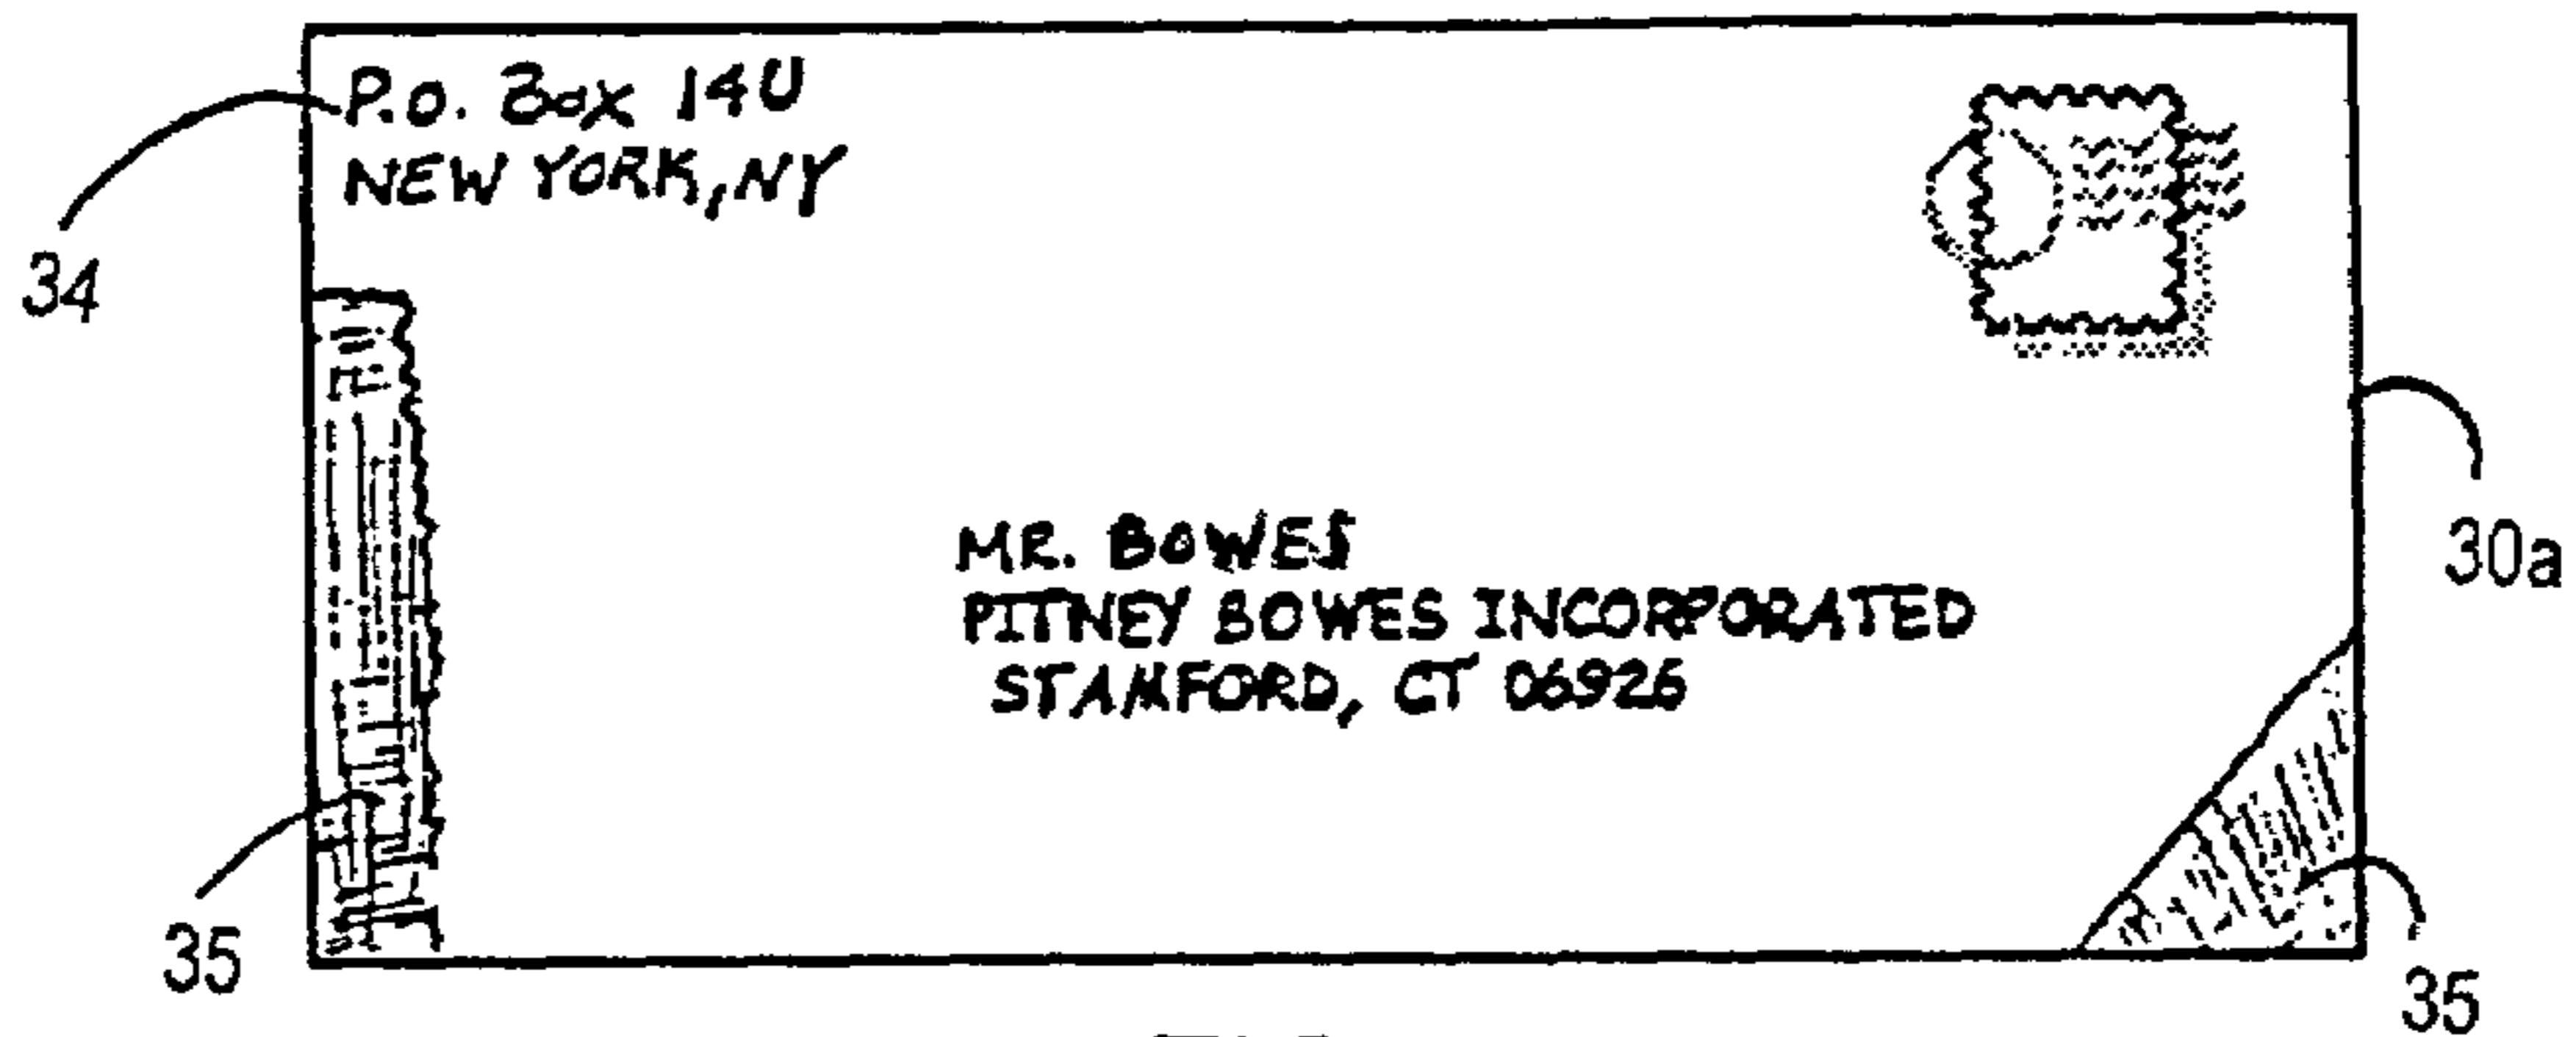 P.O. Box 14U
NEW YORK, NY
34
30a
MR. BOWES
PITNEY BOWES INCORPORATED
STAMFORD, CT 06926
35
35